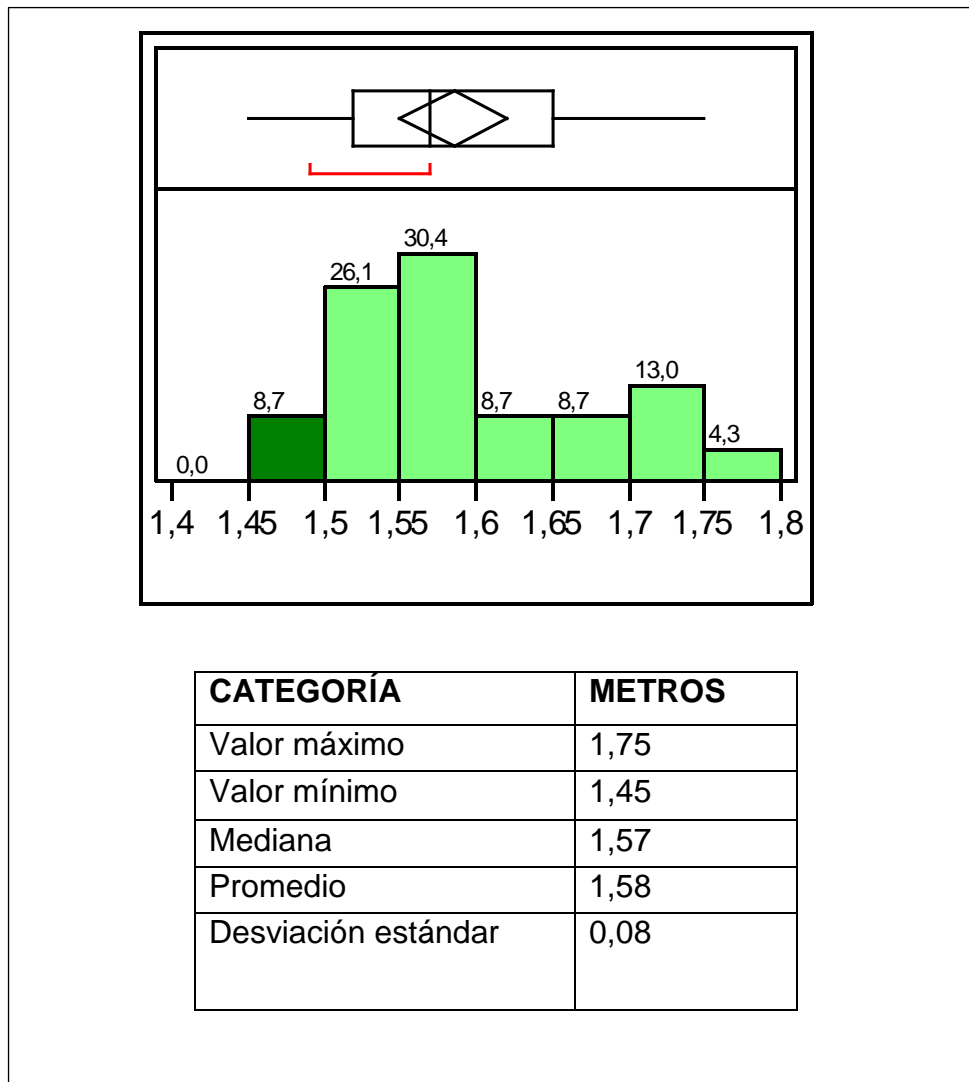 30,4
26,1
13,0
8,7 8,7 8,7
4,3
0,0
1,4 1,45 1,5 1,55 1,6 1,65 1,7 1,75 1,8
CATEGORÍA METROS
Valor máximo 1,75
Valor mínimo 1,45
Mediana 1,57
Promedio 1,58
Desviación estándar 0,08